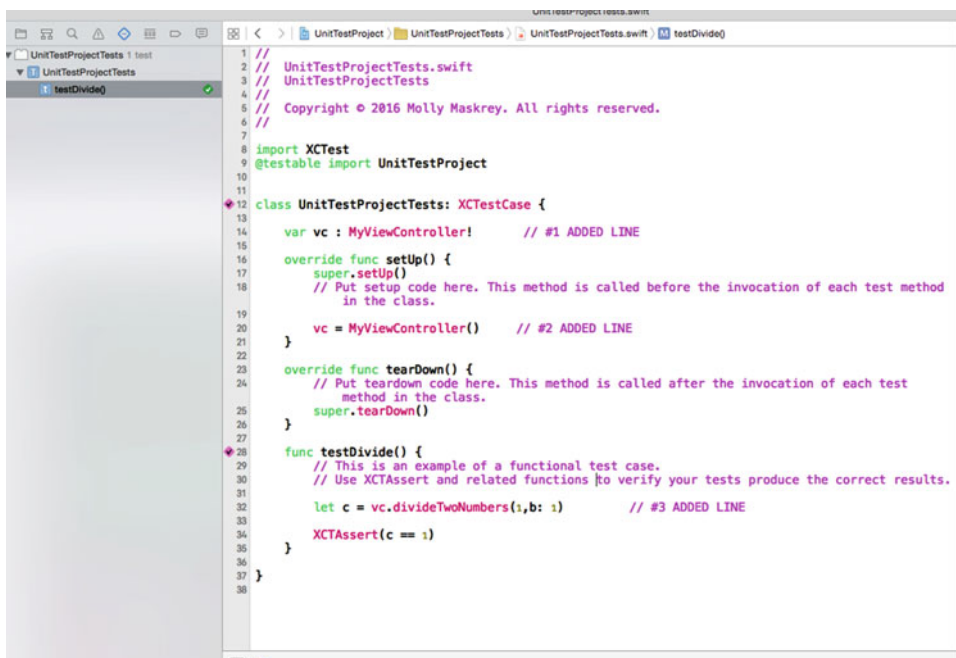 UnitTestProjectTests.swift
UnitTestProject UnitTestProjectTests UnitTestProjectTests.swift M testDivide()
UnitTestProjectTests 1 test
T UnitTestProjectTests
t testDivide()
1 //
2 // UnitTestProjectTests.swift
3 // UnitTestProjectTests
4 //
5 // Copyright © 2016 Molly Maskrey. All rights reserved.
6 //
7
8 import XCTest
9 @testable import UnitTestProject
10
11
12 class UnitTestProjectTests: XCTestCase {
13
14 var vc : MyViewController! // #1 ADDED LINE
15
16 override func setUp() {
17 super.setUp()
18 // Put setup code here. This method is called before the invocation of each test method
in the class.
19
20 vc = MyViewController() // #2 ADDED LINE
21 }
22
23 override func tearDown() {
24 // Put teardown code here. This method is called after the invocation of each test
method in the class.
25 super.tearDown()
26 }
27
28 func testDivide() {
29 // This is an example of a functional test case.
30 // Use XCTAssert and related functions to verify your tests produce the correct results.
31
32 let c = vc.divideTwoNumbers(1,b: 1) // #3 ADDED LINE
33
34 XCTAssert(c == 1)
35 }
36
37 }
38